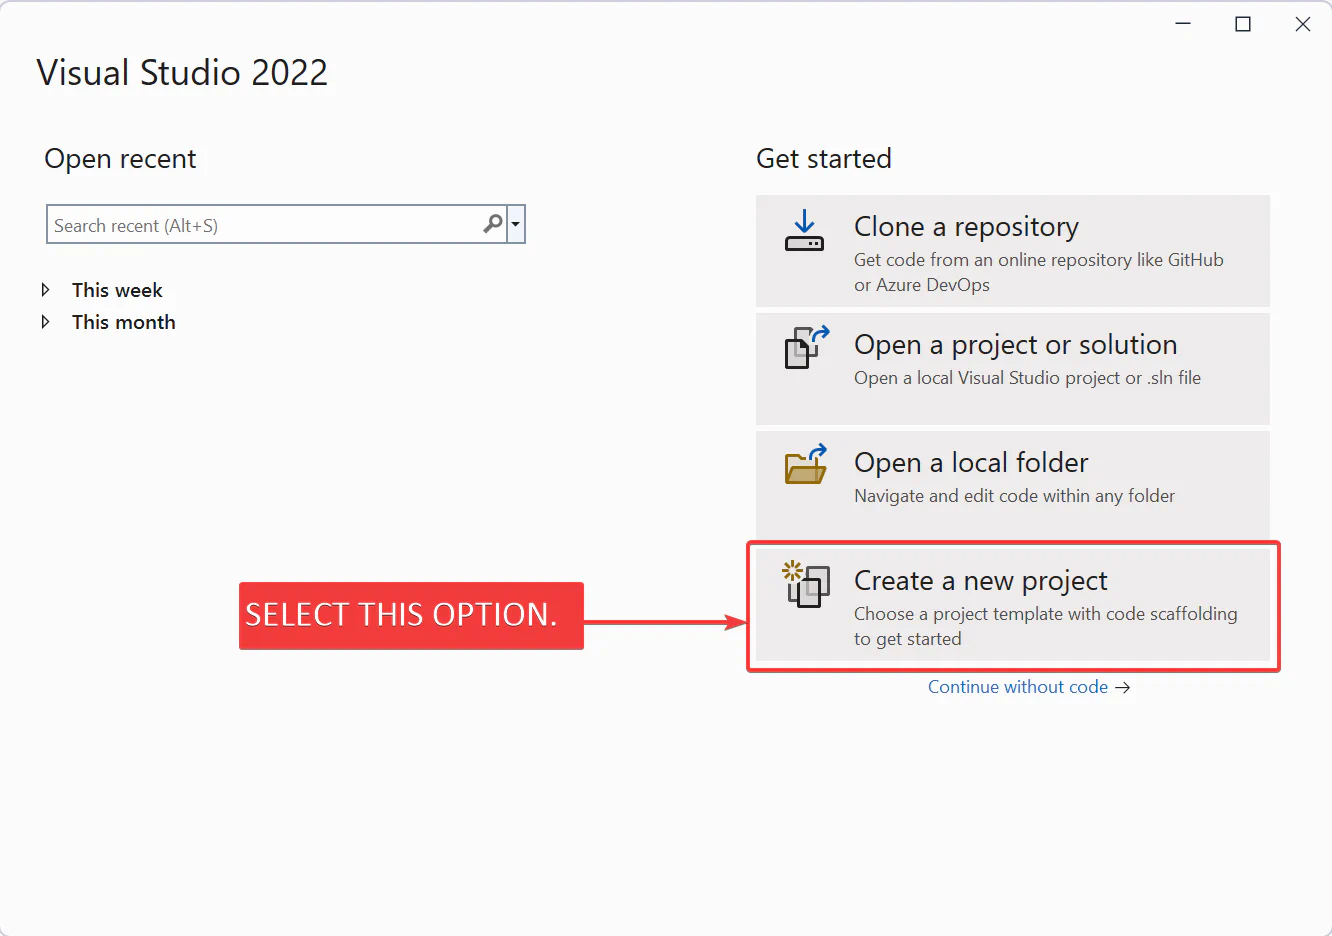 Visual Studio 2022
Open recent
Search recent (Alt+S)
This week
This month
Get started
Clone a repository
Get code from an online repository like GitHub
or Azure DevOps
Open a project or solution
Open a local Visual Studio project or .sln file
Open a local folder
Navigate and edit code within any folder
SELECT THIS OPTION.
Create a new project
Choose a project template with code scaffolding
to get started
Continue without code →